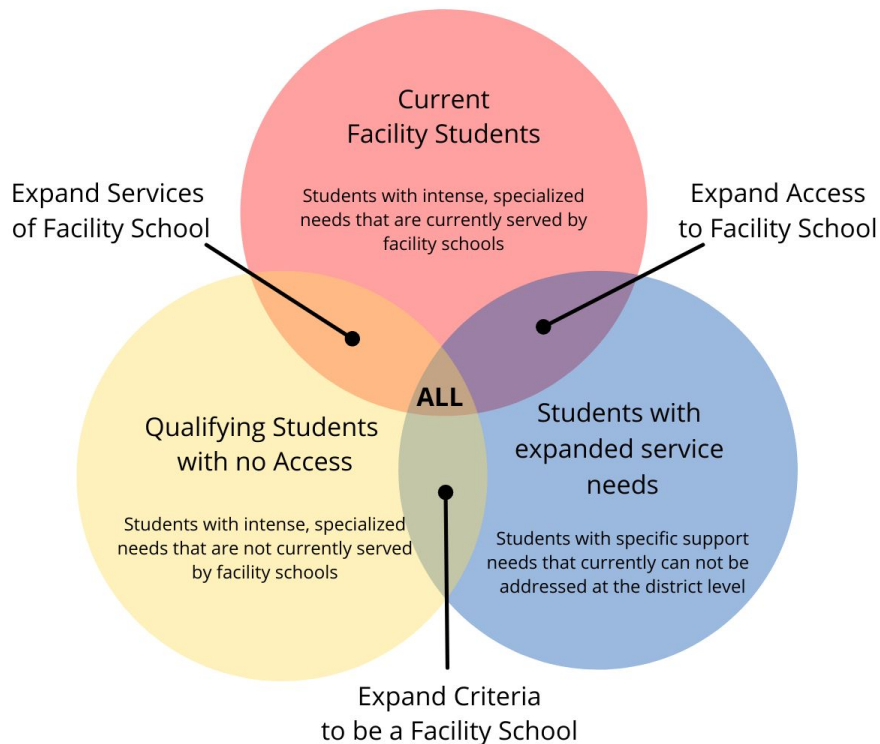 Current
Facility Students
Students with intense, specialized
needs that are currently served by
facility schools
Expand Services
of Facility School
Expand Access
to Facility School
ALL
Qualifying Students
with no Access
Students with intense, specialized
needs that are not currently served
by facility schools
Students with
expanded service
needs
Students with specific support
needs that currently can not be
addressed at the district level
Expand Criteria
to be a Facility School